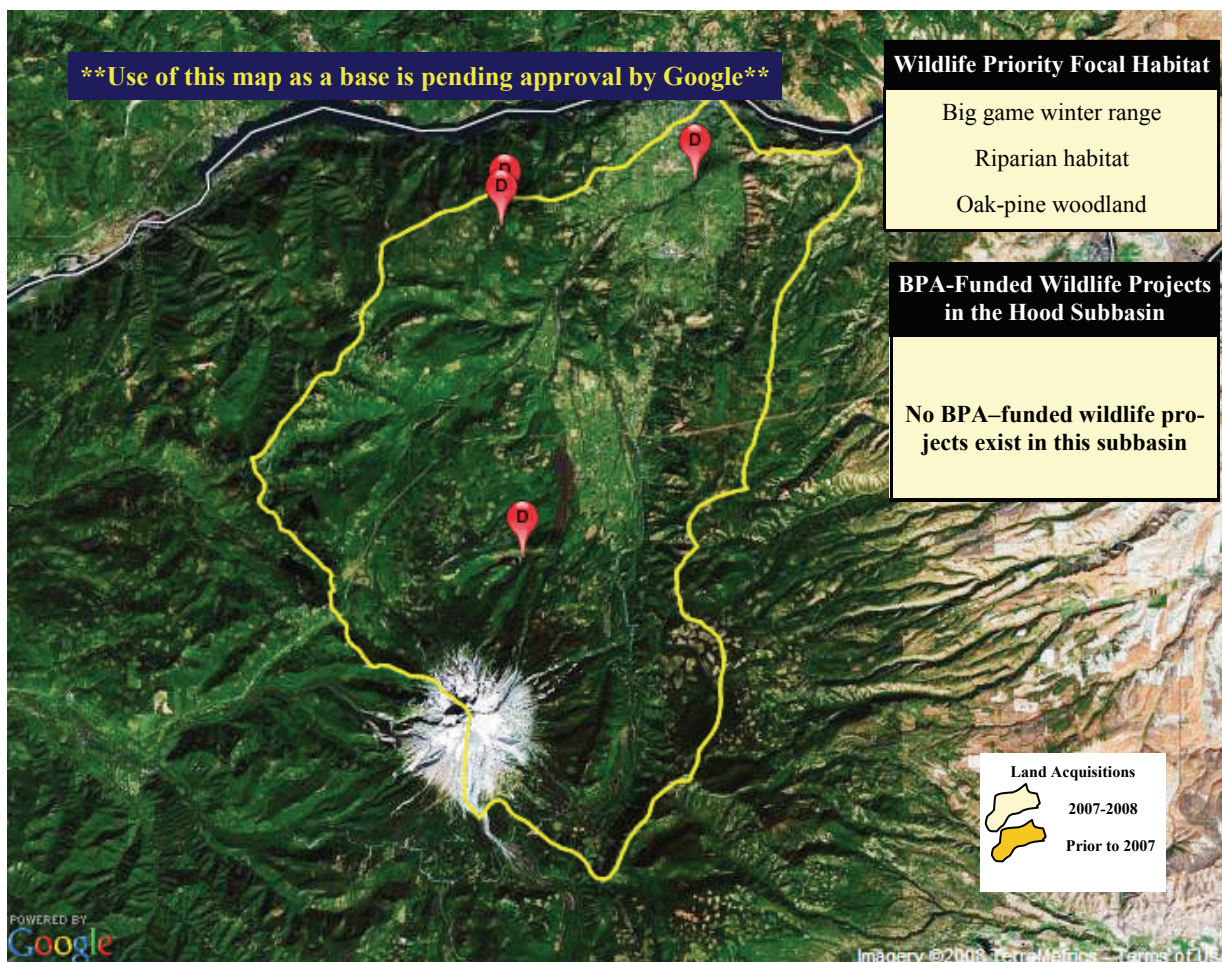 **Use of this map as a base is pending approval by Google**
Wildlife Priority Focal Habitat
Big game winter range
Riparian habitat
Oak-pine woodland
BPA-Funded Wildlife Projects
in the Hood Subbasin
No BPA–funded wildlife pro-
jects exist in this subbasin
D
D
D
D
Land Acquisitions
2007-2008
Prior to 2007
POWERED BY
Google
Imagery ©2008 TerraMetrics - Terms of Us